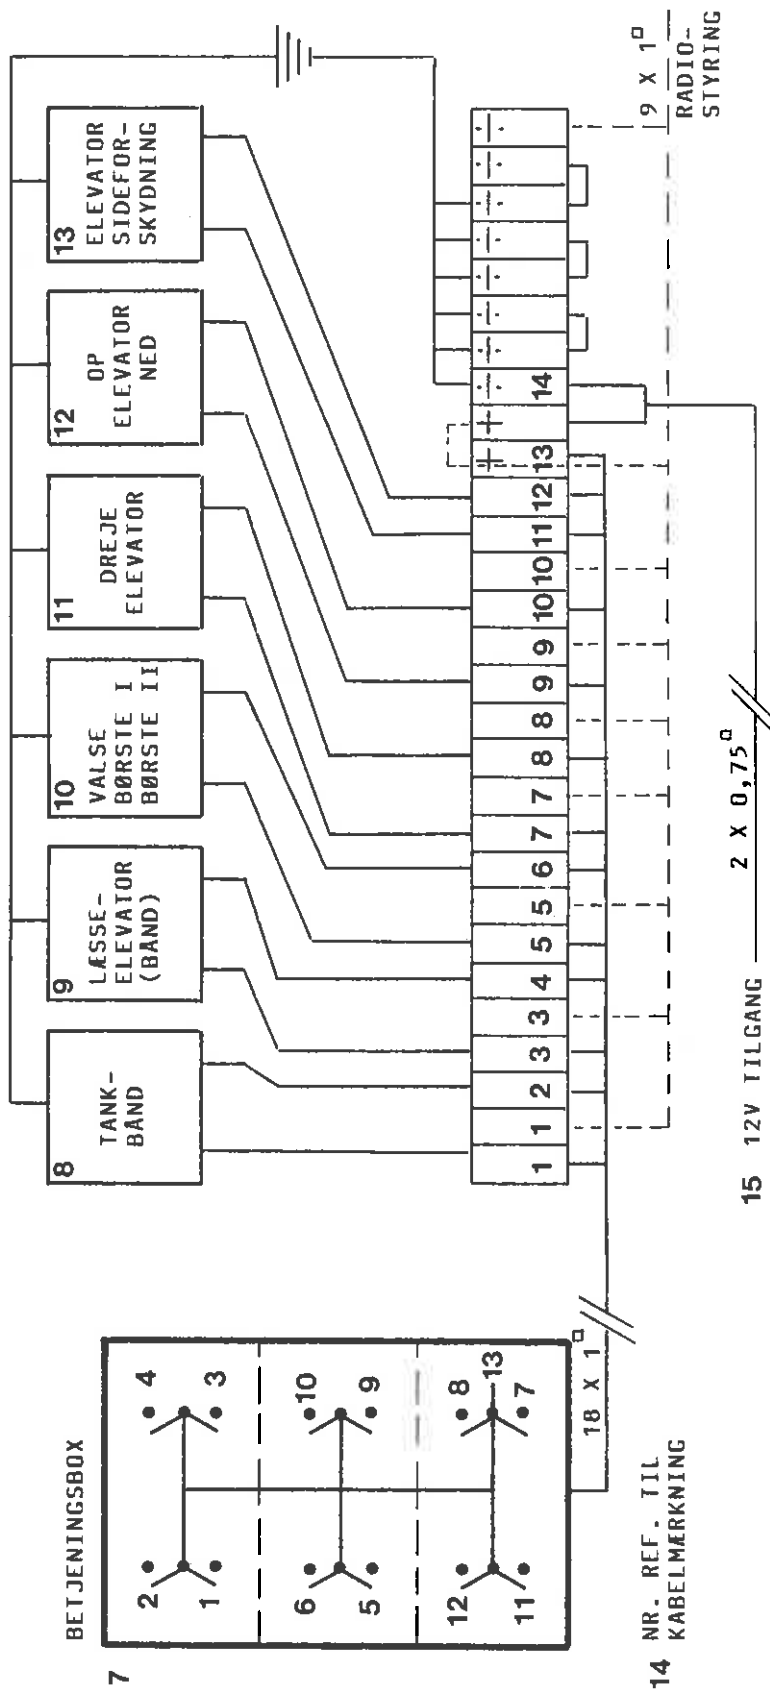 BETJENINGSBOX
7
2
1
4
3
6
5
10
9
12
11
8
13
7
18 X 1□
14 NR. REF. TIL
KABELMÆRKNING
8
TANK-
BÅND
9
LÆSSE-
ELEVATOR
(BÅND)
10
VALSE
BØRSTE I
BØRSTE II
11
DREJE
ELEVATOR
12
OP
ELEVATOR
NED
13
ELEVATOR
SIDEFOR-
SKYDNING
1 1 2 3 3 4 5 5 6 7 7 8 8 9 9 10 10 11 12 13 + + 14
9 X 1□
RADIO-
STYRING
15 12V TILGANG
2 X 0,75□